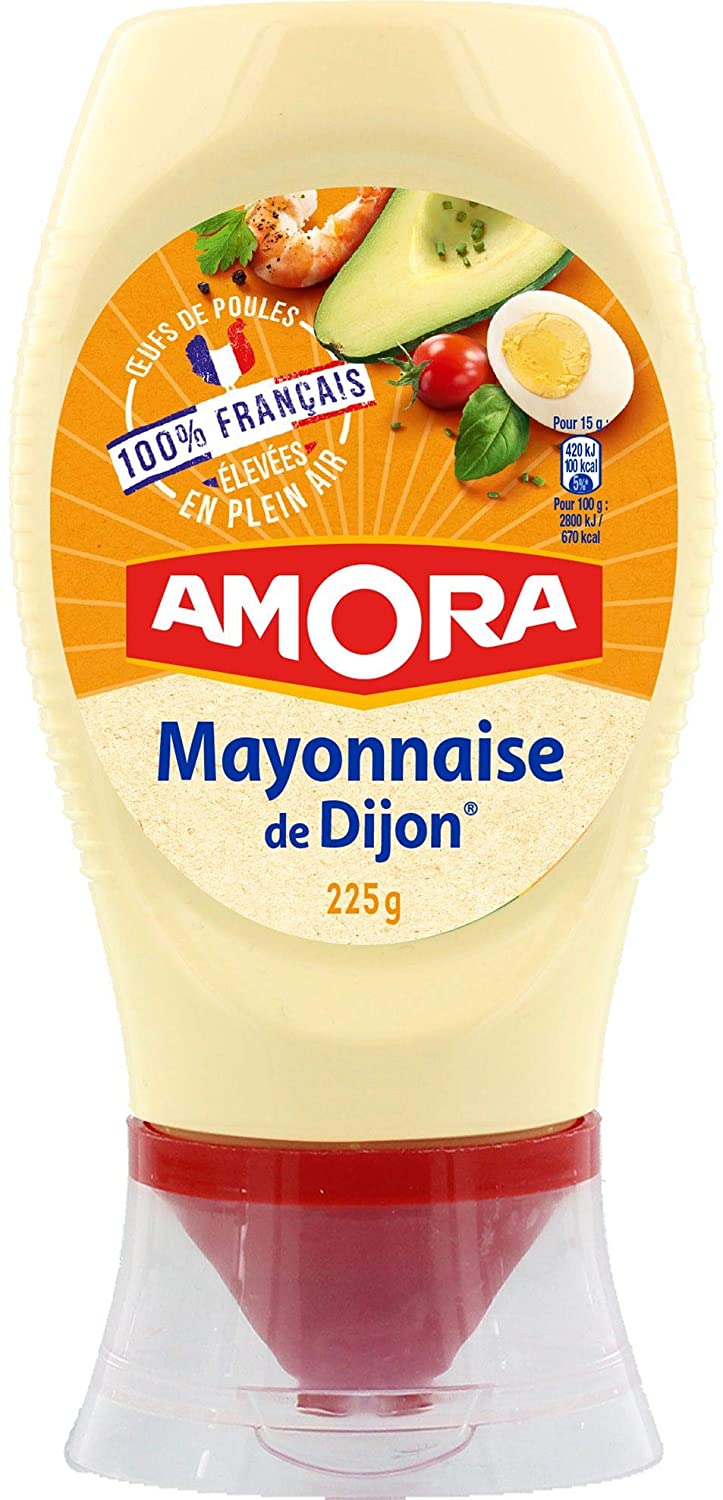 ŒUFS DE POULES
100% FRANÇAIS
ÉLEVÉES
EN PLEIN AIR
Pour 15 g :
420 kJ
100 kcal
5%*
Pour 100 g :
2800 kJ /
670 kcal
AMORA
Mayonnaise
de Dijon®
225g